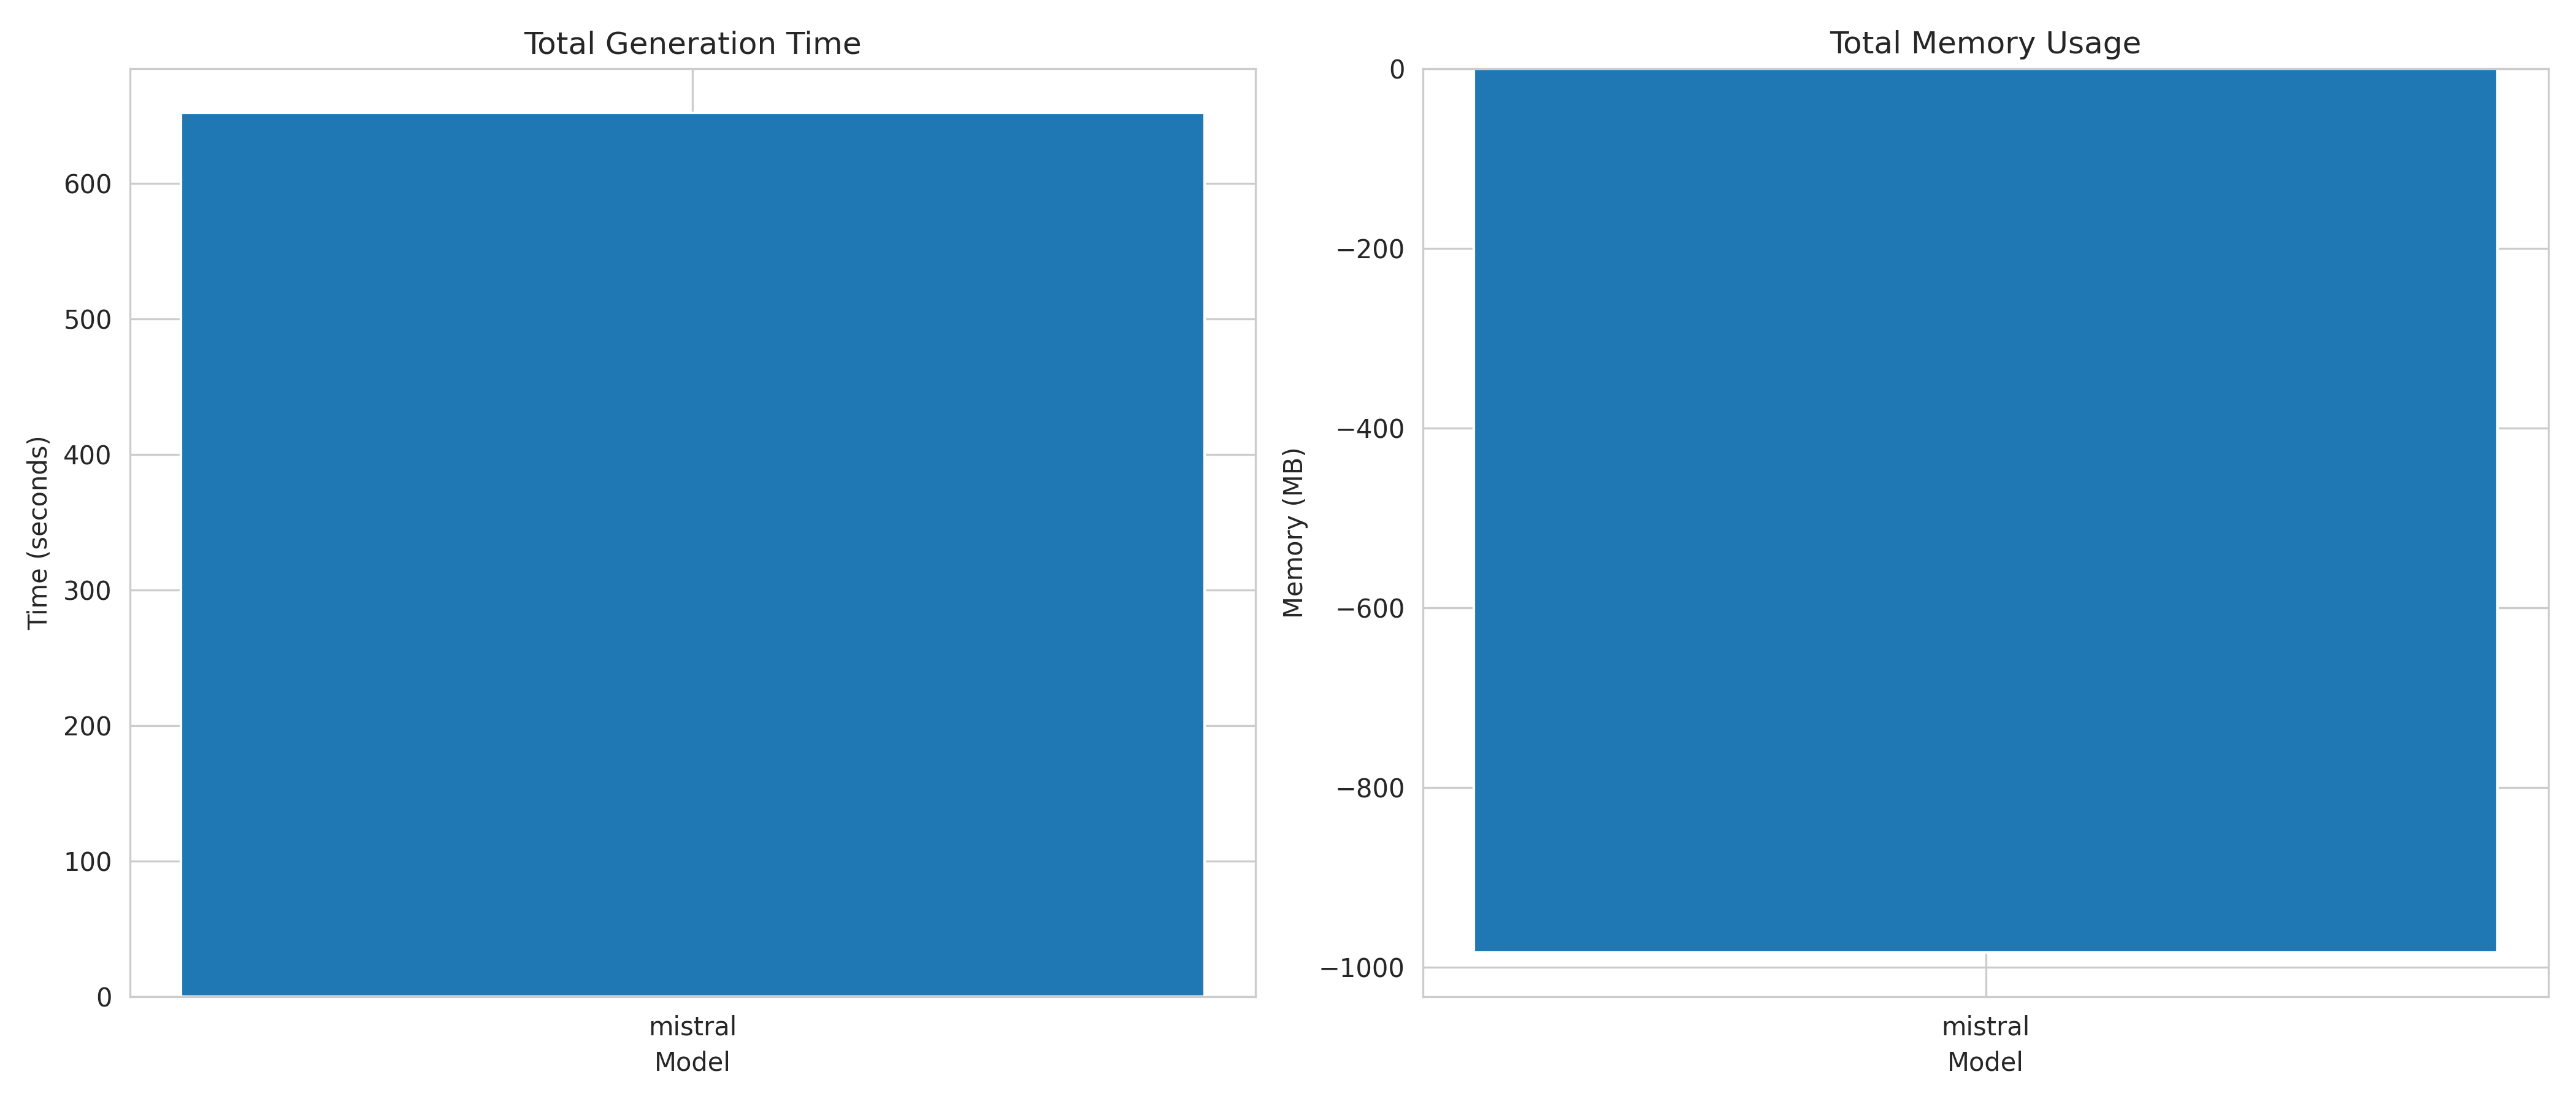 Total Generation Time
Time (seconds)
600
500
400
300
200
100
0
mistral
Model
Total Memory Usage
Memory (MB)
0
−200
−400
−600
−800
−1000
mistral
Model